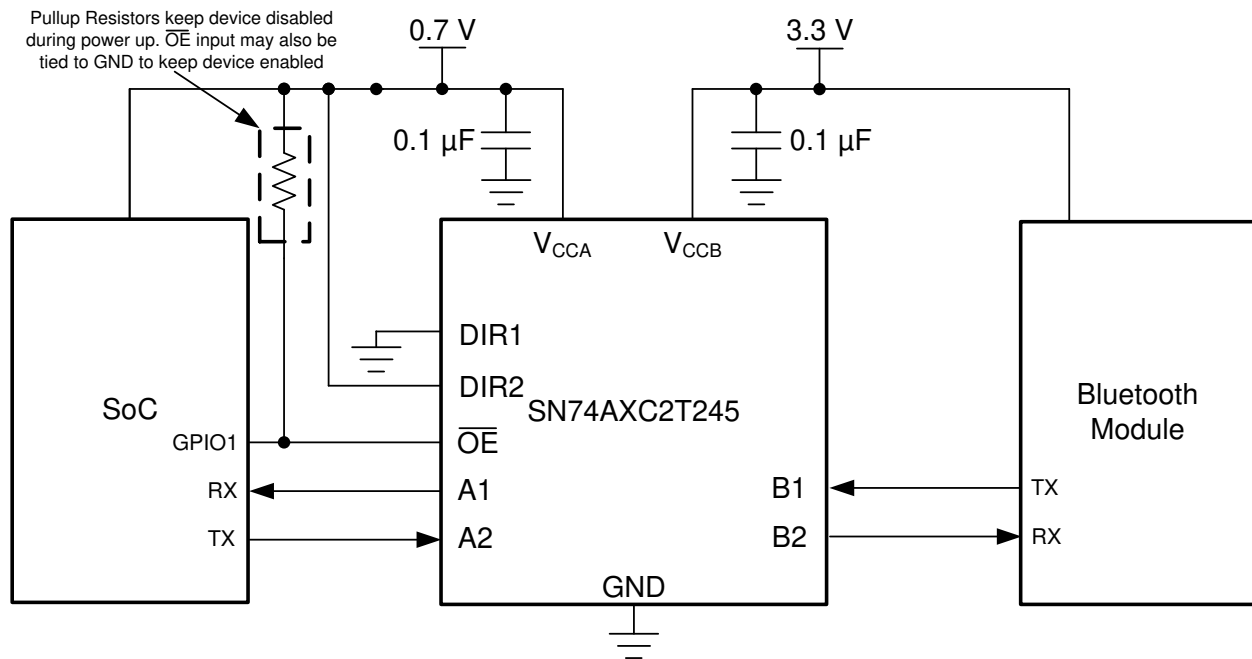 Pullup Resistors keep device disabled
during power up. O̅E̅ input may also be
tied to GND to keep device enabled
0.7 V
3.3 V
0.1 µF
0.1 µF
VCCA
VCCB
DIR1
DIR2
SoC
SN74AXC2T245
Bluetooth
Module
GPIO1
O̅E̅
RX
A1
B1
TX
TX
A2
B2
RX
GND